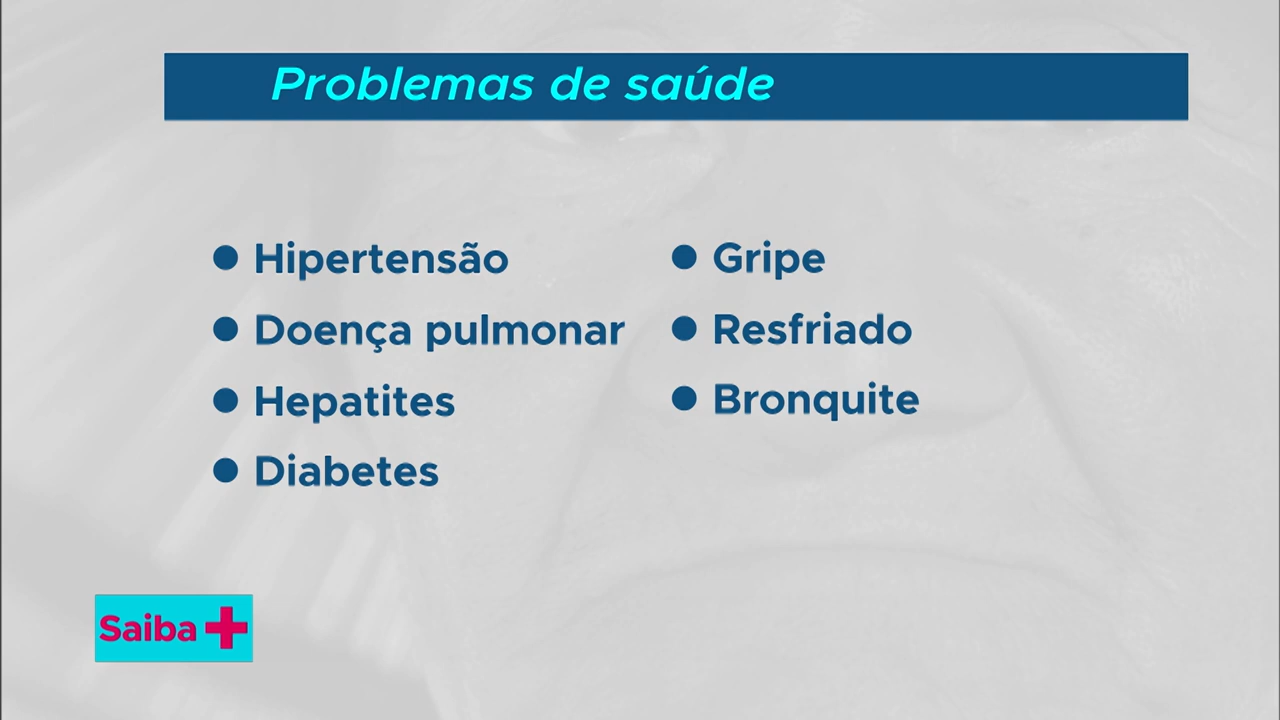 Problemas de saúde
Hipertensão
Doença pulmonar
Hepatites
Diabetes
Gripe
Resfriado
Bronquite
Saiba+